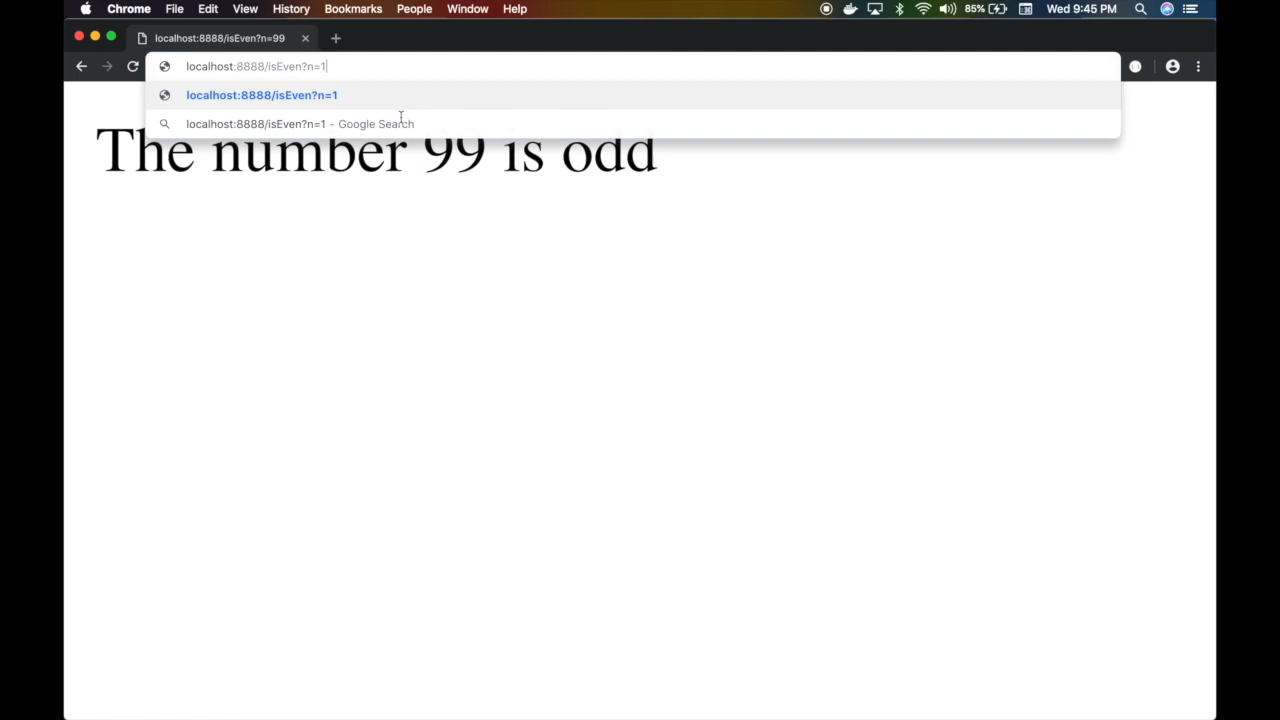 Chrome File Edit View History Bookmarks People Window Help 85% Wed 9:45 PM
localhost:8888/isEven?n=99
localhost:8888/isEven?n=1
localhost:8888/isEven?n=1
localhost:8888/isEven?n=1 - Google Search
The number 99 is odd